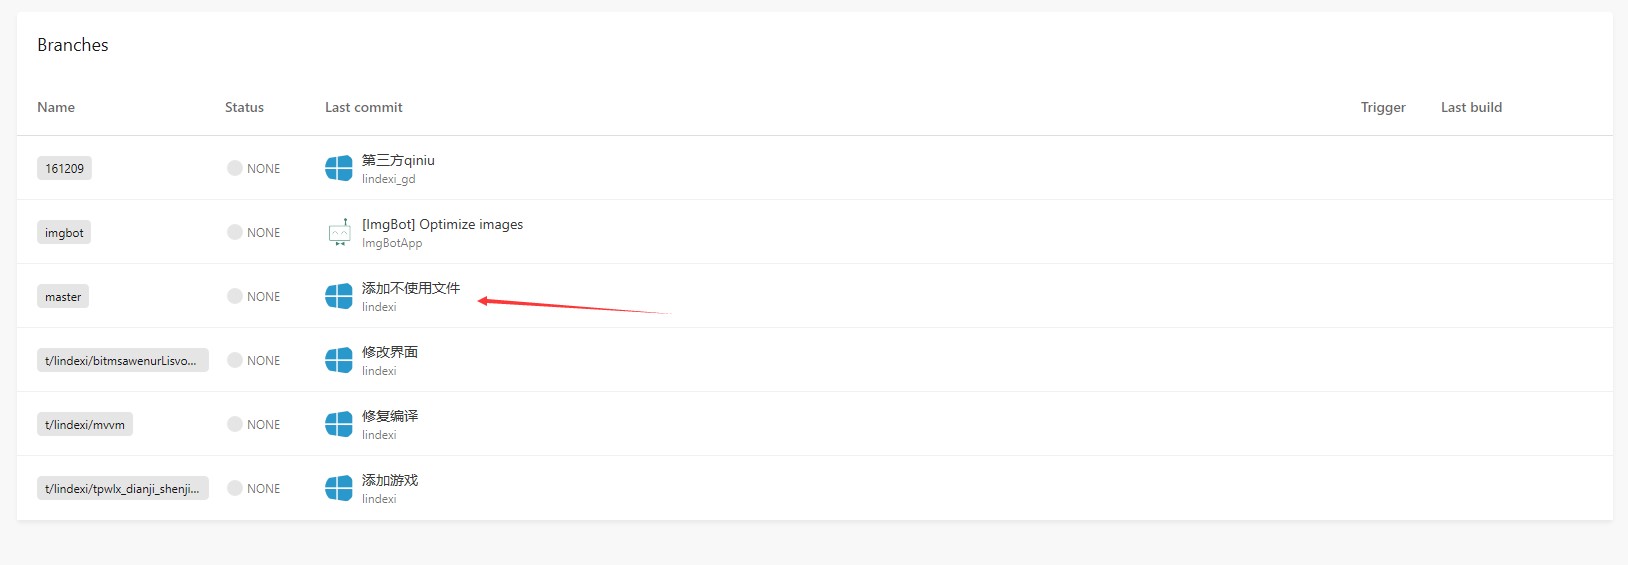 Branches
Name Status Last commit Trigger Last build
161209 NONE 第三方qiniu
lindexi_gd
imgbot NONE [ImgBot] Optimize images
ImgBotApp
master NONE 添加不使用文件
lindexi
t/lindexi/bitmsawenurLisvo... NONE 修改界面
lindexi
t/lindexi/mvvm NONE 修复编译
lindexi
t/lindexi/tpwlx_dianji_shenji... NONE 添加游戏
lindexi